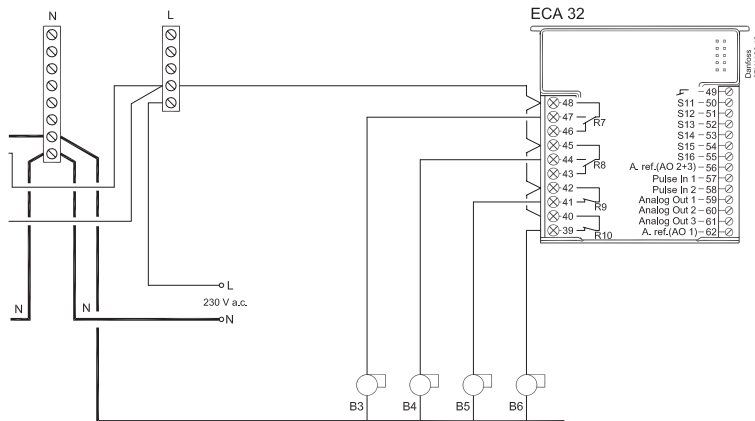 ECA 32
N
L
Danfoss
48
47
46
R7
45
44
43
R8
42
41
R9
40
39
R10
49
S11 – 50
S12 – 51
S13 – 52
S14 – 53
S15 – 54
S16 – 55
A. ref.(AO 2+3) – 56
Pulse In 1 – 57
Pulse In 2 – 58
Analog Out 1 – 59
Analog Out 2 – 60
Analog Out 3 – 61
A. ref.(AO 1) – 62
L
230 V a.c.
N
N
N
B3
B4
B5
B6